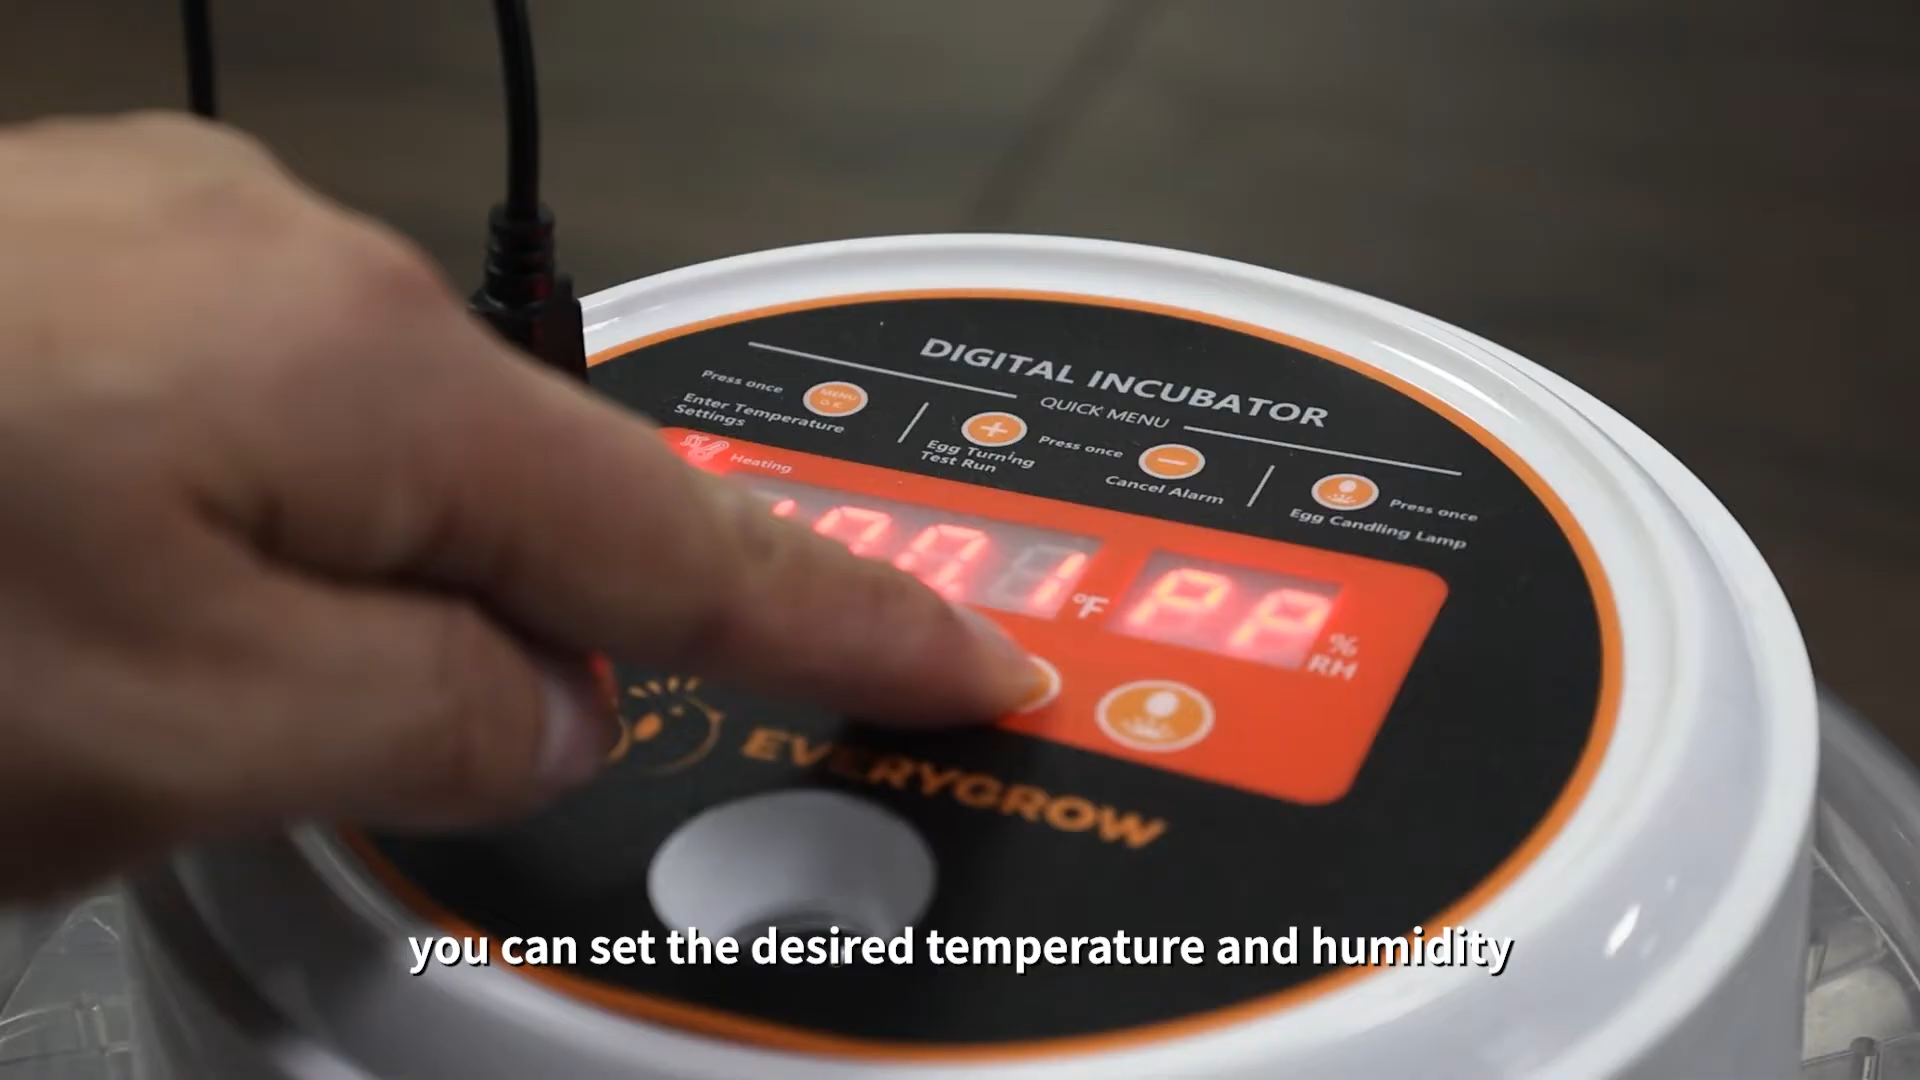 DIGITAL INCUBATOR
QUICK MENU
Press once
MENU
OK
Enter Temperature
Settings
Egg Turning
Test Run
Press once
Cancel Alarm
Press once
Egg Candling Lamp
Heating
°F
PP
%
RH
EVERYGROW
you can set the desired temperature and humidity